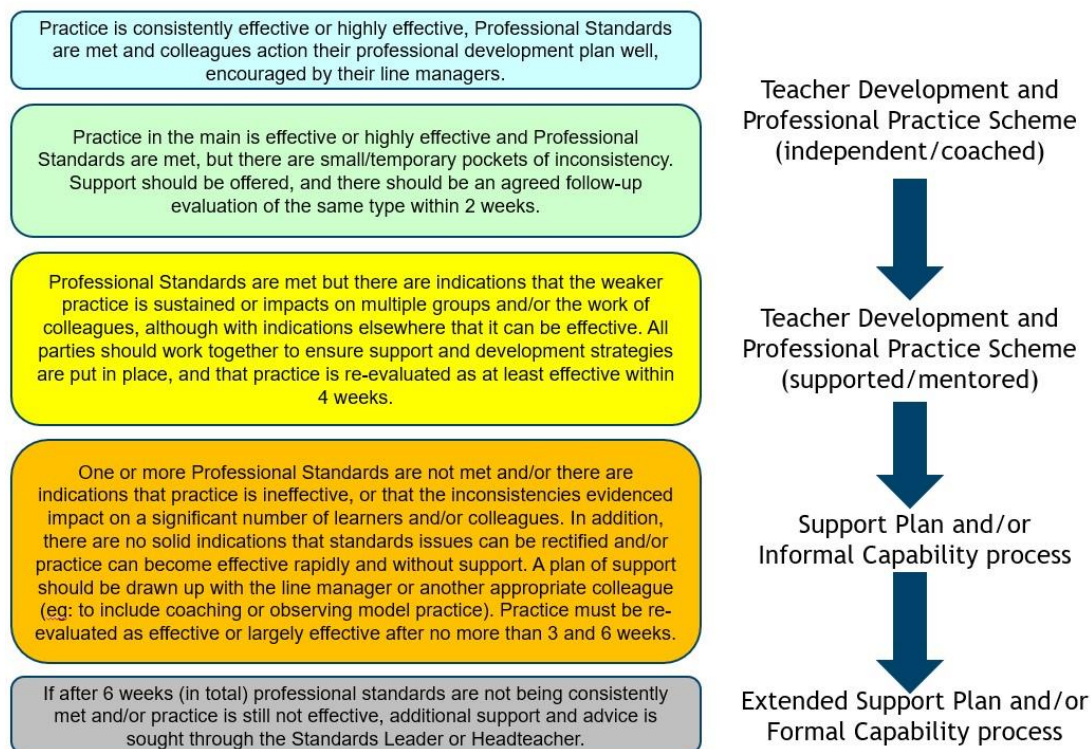 Practice is consistently effective or highly effective, Professional Standards
are met and colleagues action their professional development plan well,
encouraged by their line managers.
Practice in the main is effective or highly effective and Professional
Standards are met, but there are small/temporary pockets of inconsistency.
Support should be offered, and there should be an agreed follow-up
evaluation of the same type within 2 weeks.
Professional Standards are met but there are indications that the weaker
practice is sustained or impacts on multiple groups and/or the work of
colleagues, although with indications elsewhere that it can be effective. All
parties should work together to ensure support and development strategies
are put in place, and that practice is re-evaluated as at least effective within
4 weeks.
One or more Professional Standards are not met and/or there are
indications that practice is ineffective, or that the inconsistencies evidenced
impact on a significant number of learners and/or colleagues. In addition,
there are no solid indications that standards issues can be rectified and/or
practice can become effective rapidly and without support. A plan of support
should be drawn up with the line manager or another appropriate colleague
(eg: to include coaching or observing model practice). Practice must be re-
evaluated as effective or largely effective after no more than 3 and 6 weeks.
If after 6 weeks (in total) professional standards are not being consistently
met and/or practice is still not effective, additional support and advice is
sought through the Standards Leader or Headteacher.
Teacher Development and
Professional Practice Scheme
(independent/coached)
Teacher Development and
Professional Practice Scheme
(supported/mentored)
Support Plan and/or
Informal Capability process
Extended Support Plan and/or
Formal Capability process